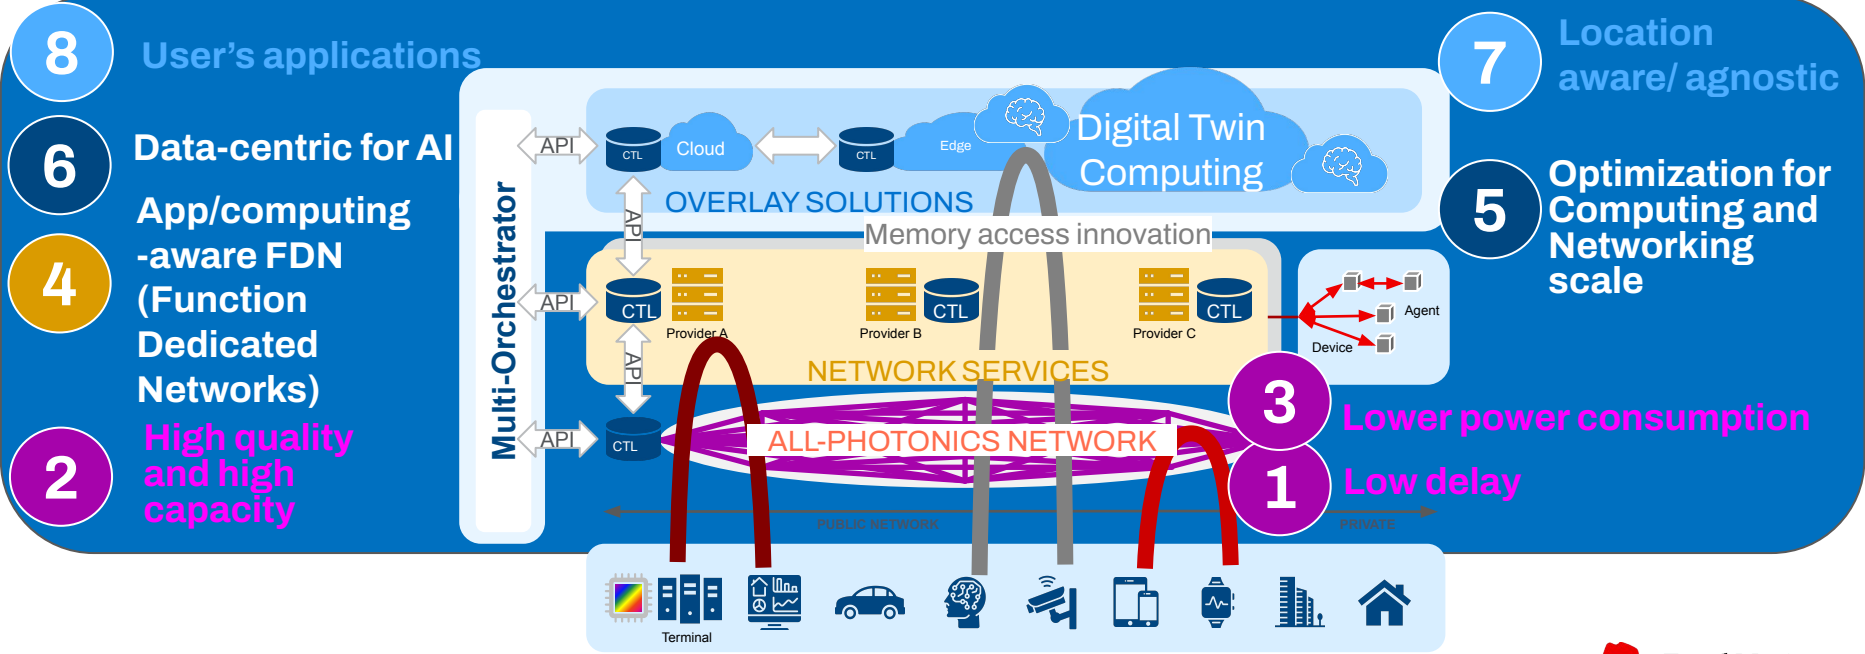 8
User's applications
6
Data-centric for AI
4
App/computing
-aware FDN
(Function
Dedicated
Networks)
2
High quality
and high
capacity
Multi-Orchestrator
API
CTL
Cloud
CTL
Edge
Digital Twin
Computing
OVERLAY SOLUTIONS
API
Memory access innovation
API
CTL
Provider A
Provider B
CTL
Provider C
CTL
NETWORK SERVICES
API
Agent
Device
API
CTL
ALL-PHOTONICS NETWORK
PUBLIC NETWORK
PRIVATE
Terminal
7
Location
aware/ agnostic
5
Optimization for
Computing and
Networking
scale
3
Lower power consumption
1
Low delay